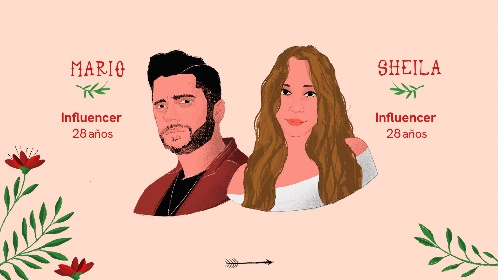 MARIO
Influencer
28 años
SHEILA
Influencer
28 años